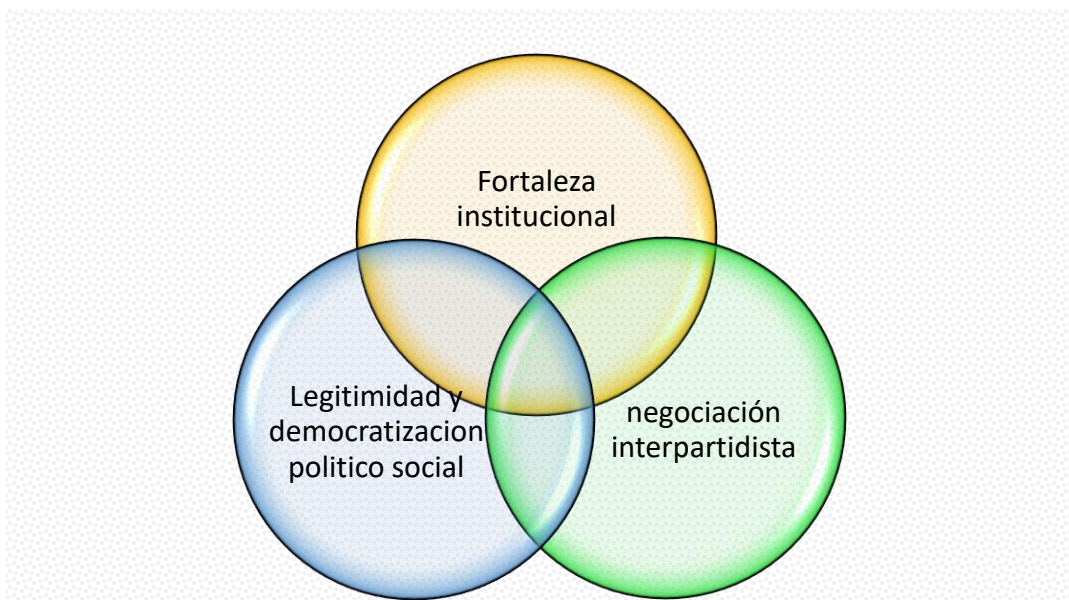 Fortaleza
institucional
Legitimidad y
democratizacion
politico social
negociación
interpartidista